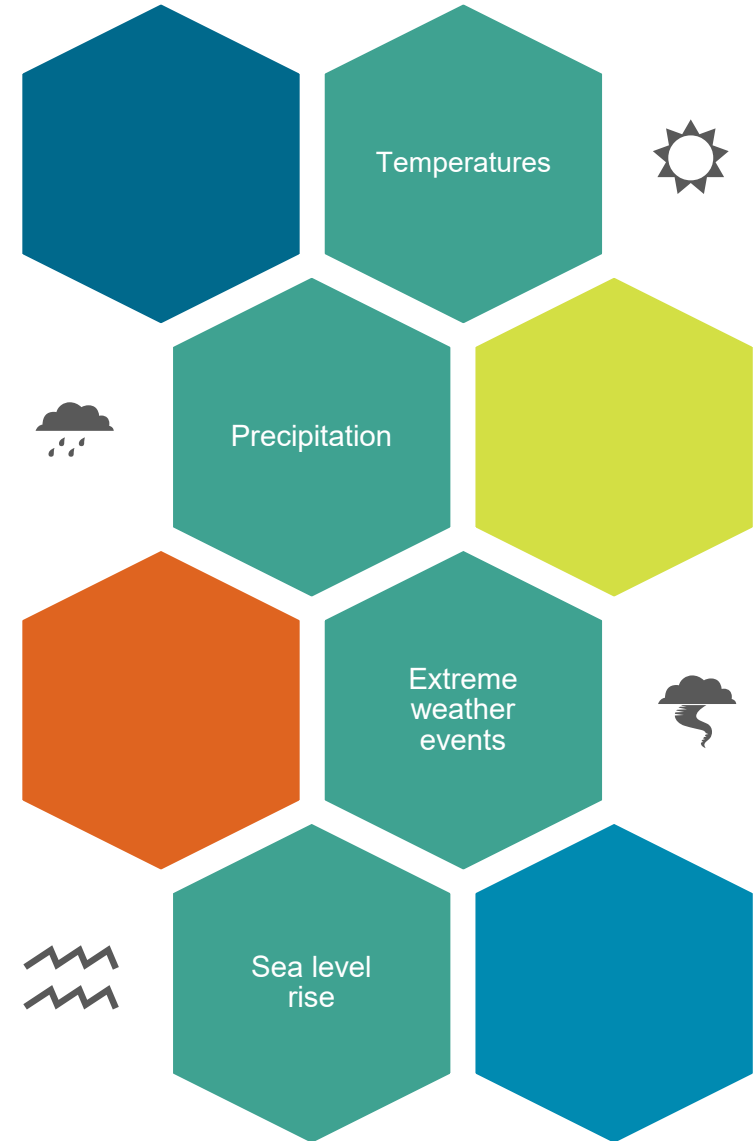 Temperatures
Precipitation
Extreme
weather
events
Sea level
rise